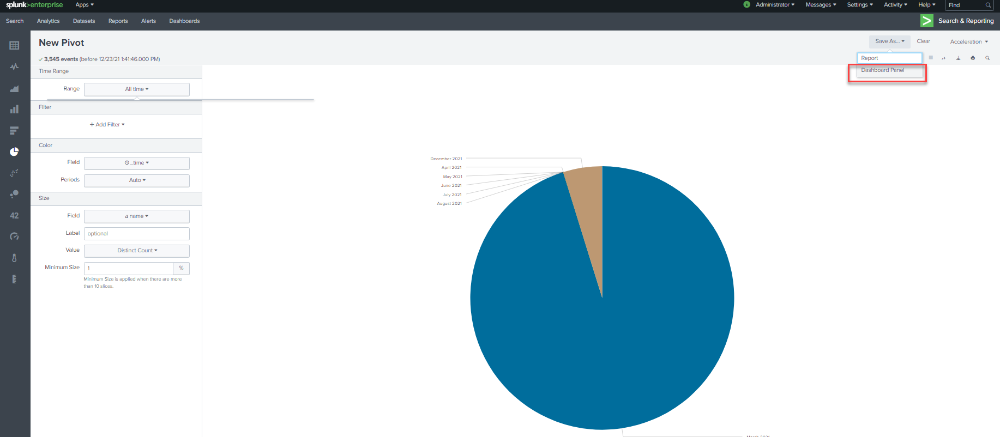 splunk>enterprise Apps Administrator Messages Settings Activity Help Find
Search Analytics Datasets Reports Alerts Dashboards Search & Reporting
New Pivot Save As... Clear Acceleration
3,545 events (before 12/23/21 1:41:46.000 PM) Report
Dashboard Panel
Time Range
Range All time
Filter
+ Add Filter
Color
Field _time
Periods Auto
Size
Field a name
Label optional
Value Distinct Count
Minimum Size 1 %
Minimum Size is applied when there are more
than 10 slices.
42
December 2021
April 2021
May 2021
June 2021
July 2021
August 2021
March 2021